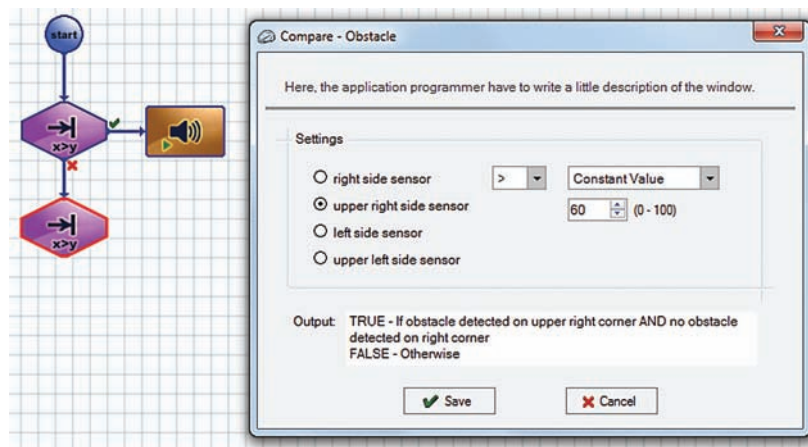 start
x>y
x>y
Compare - Obstacle
Here, the application programmer have to write a little description of the window.
Settings
right side sensor
>
Constant Value
upper right side sensor
60
(0 - 100)
left side sensor
upper left side sensor
Output:
TRUE - If obstacle detected on upper right corner AND no obstacle
detected on right corner
FALSE - Otherwise
Save
Cancel